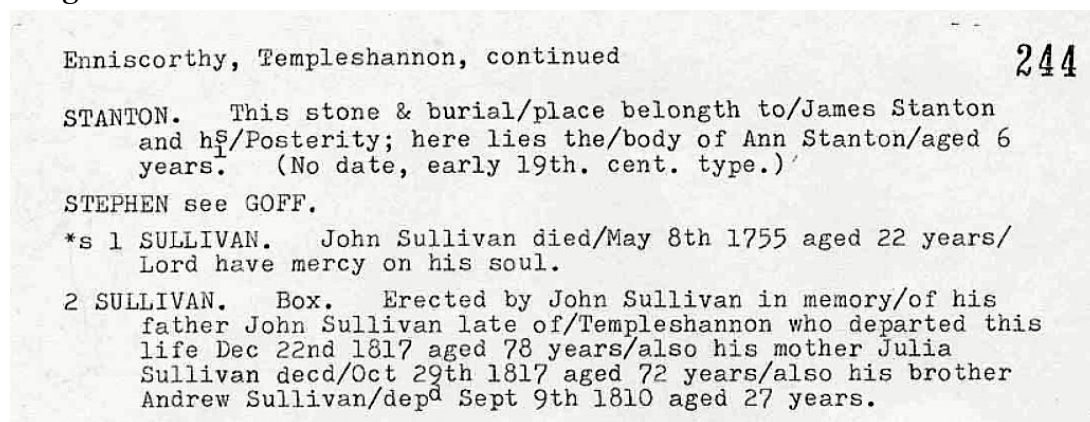 Enniscorthy, Templeshannon, continued 244
STANTON. This stone & burial/place belongth to/James Stanton
and hs/Posterity; here lies the/body of Ann Stanton/aged 6
years. (No date, early 19th. cent. type.)
STEPHEN see GOFF.
*s 1 SULLIVAN. John Sullivan died/May 8th 1755 aged 22 years/
Lord have mercy on his soul.
2 SULLIVAN. Box. Erected by John Sullivan in memory/of his
father John Sullivan late of/Templeshannon who departed this
life Dec 22nd 1817 aged 78 years/also his mother Julia
Sullivan decd/Oct 29th 1817 aged 72 years/also his brother
Andrew Sullivan/depd Sept 9th 1810 aged 27 years.